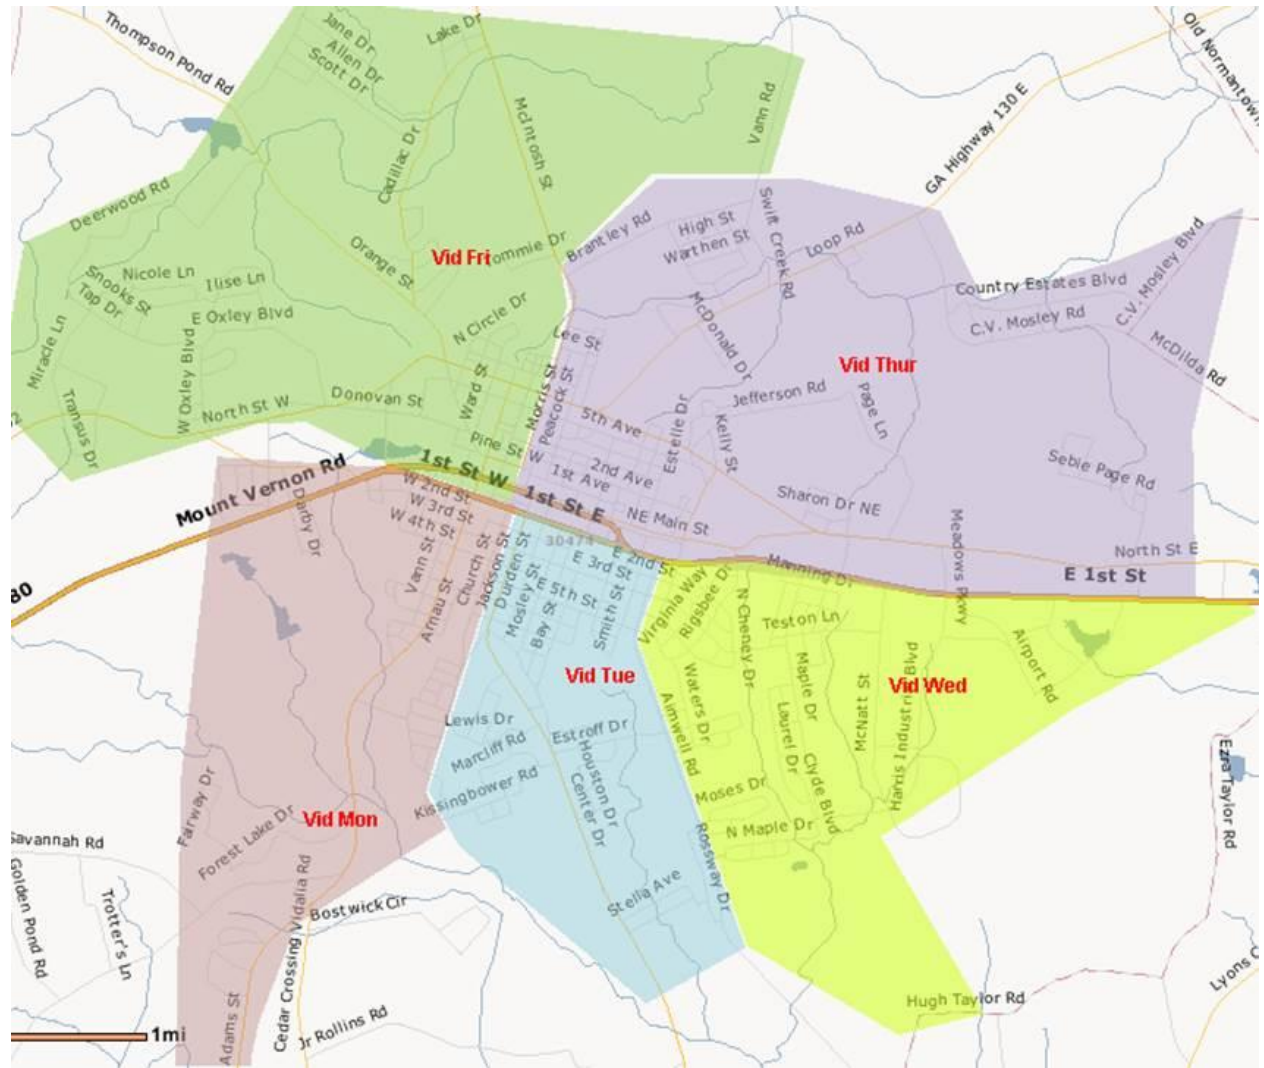 Thompson Pond Rd
Jane Dr
Allen Dr
Scott Dr
Lake Dr
Old Normantown
McIntosh St
Vann Rd
GA Highway 130 E
Cadillac Dr
Deerwood Rd
Orange St
Vid Fri
ommie Dr
Brantley Rd
High St
Warthen St
Swift Creek Rd
Loop Rd
Nicole Ln
Ilise Ln
Snooks St
Tap Dr
E Oxley Blvd
W Oxley Blvd
Miracle Ln
N Circle Dr
Lee St
McDonald Dr
Country Estates Blvd
C.V. Mosley Blvd
C.V. Mosley Rd
McDilda Rd
Vid Thur
Transus Dr
North St W
Donovan St
Ward St
Morris St
Peacock St
5th Ave
Estelle Dr
Kelly St
Jefferson Rd
Page Ln
2
Pine St
W 1st Ave
2nd Ave
Sebie Page Rd
Mount Vernon Rd
1st St W
1st St E
NE Main St
Sharon Dr NE
Meadows Pkwy
North St E
E 1st St
Darby Dr
W 2nd St
W 3rd St
W 4th St
Vann St
Arnau St
Church St
Jackson St
Durden St
30474
E 2nd St
E 3rd St
E 5th St
Mosley St
Bay St
Smith St
Manning Dr
Virginia Way
Rigsbee Dr
N Cheney Dr
Teston Ln
Airport Rd
80
Vid Tue
Vid Wed
Waters Dr
Aimwell Rd
Maple Dr
Laurel Dr
Clyde Blvd
McNatt St
Harris Industrial Blvd
Lewis Dr
Marcliff Rd
Kissingbower Rd
Estroff Dr
Houston Dr
Center Dr
Moses Dr
N Maple Dr
Rossway Dr
Stella Ave
Ezra Taylor Rd
Vid Mon
Fairway Dr
Forest Lake Dr
Savannah Rd
Golden Pond Rd
Trotter's Ln
Bostwick Cir
Cedar Crossing Vidalia Rd
Adams St
Jr Rollins Rd
Hugh Taylor Rd
Lyons C
1mi